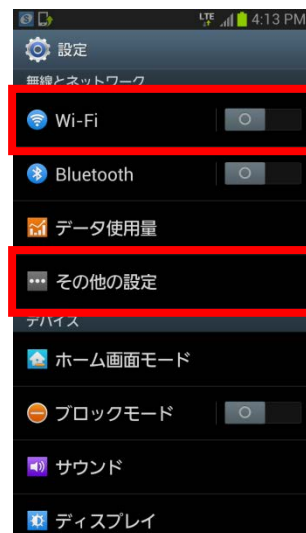 LTE 4:13 PM
設定
無線とネットワーク
Wi-Fi
Bluetooth
データ使用量
その他の設定
デバイス
ホーム画面モード
ブロックモード
サウンド
ディスプレイ